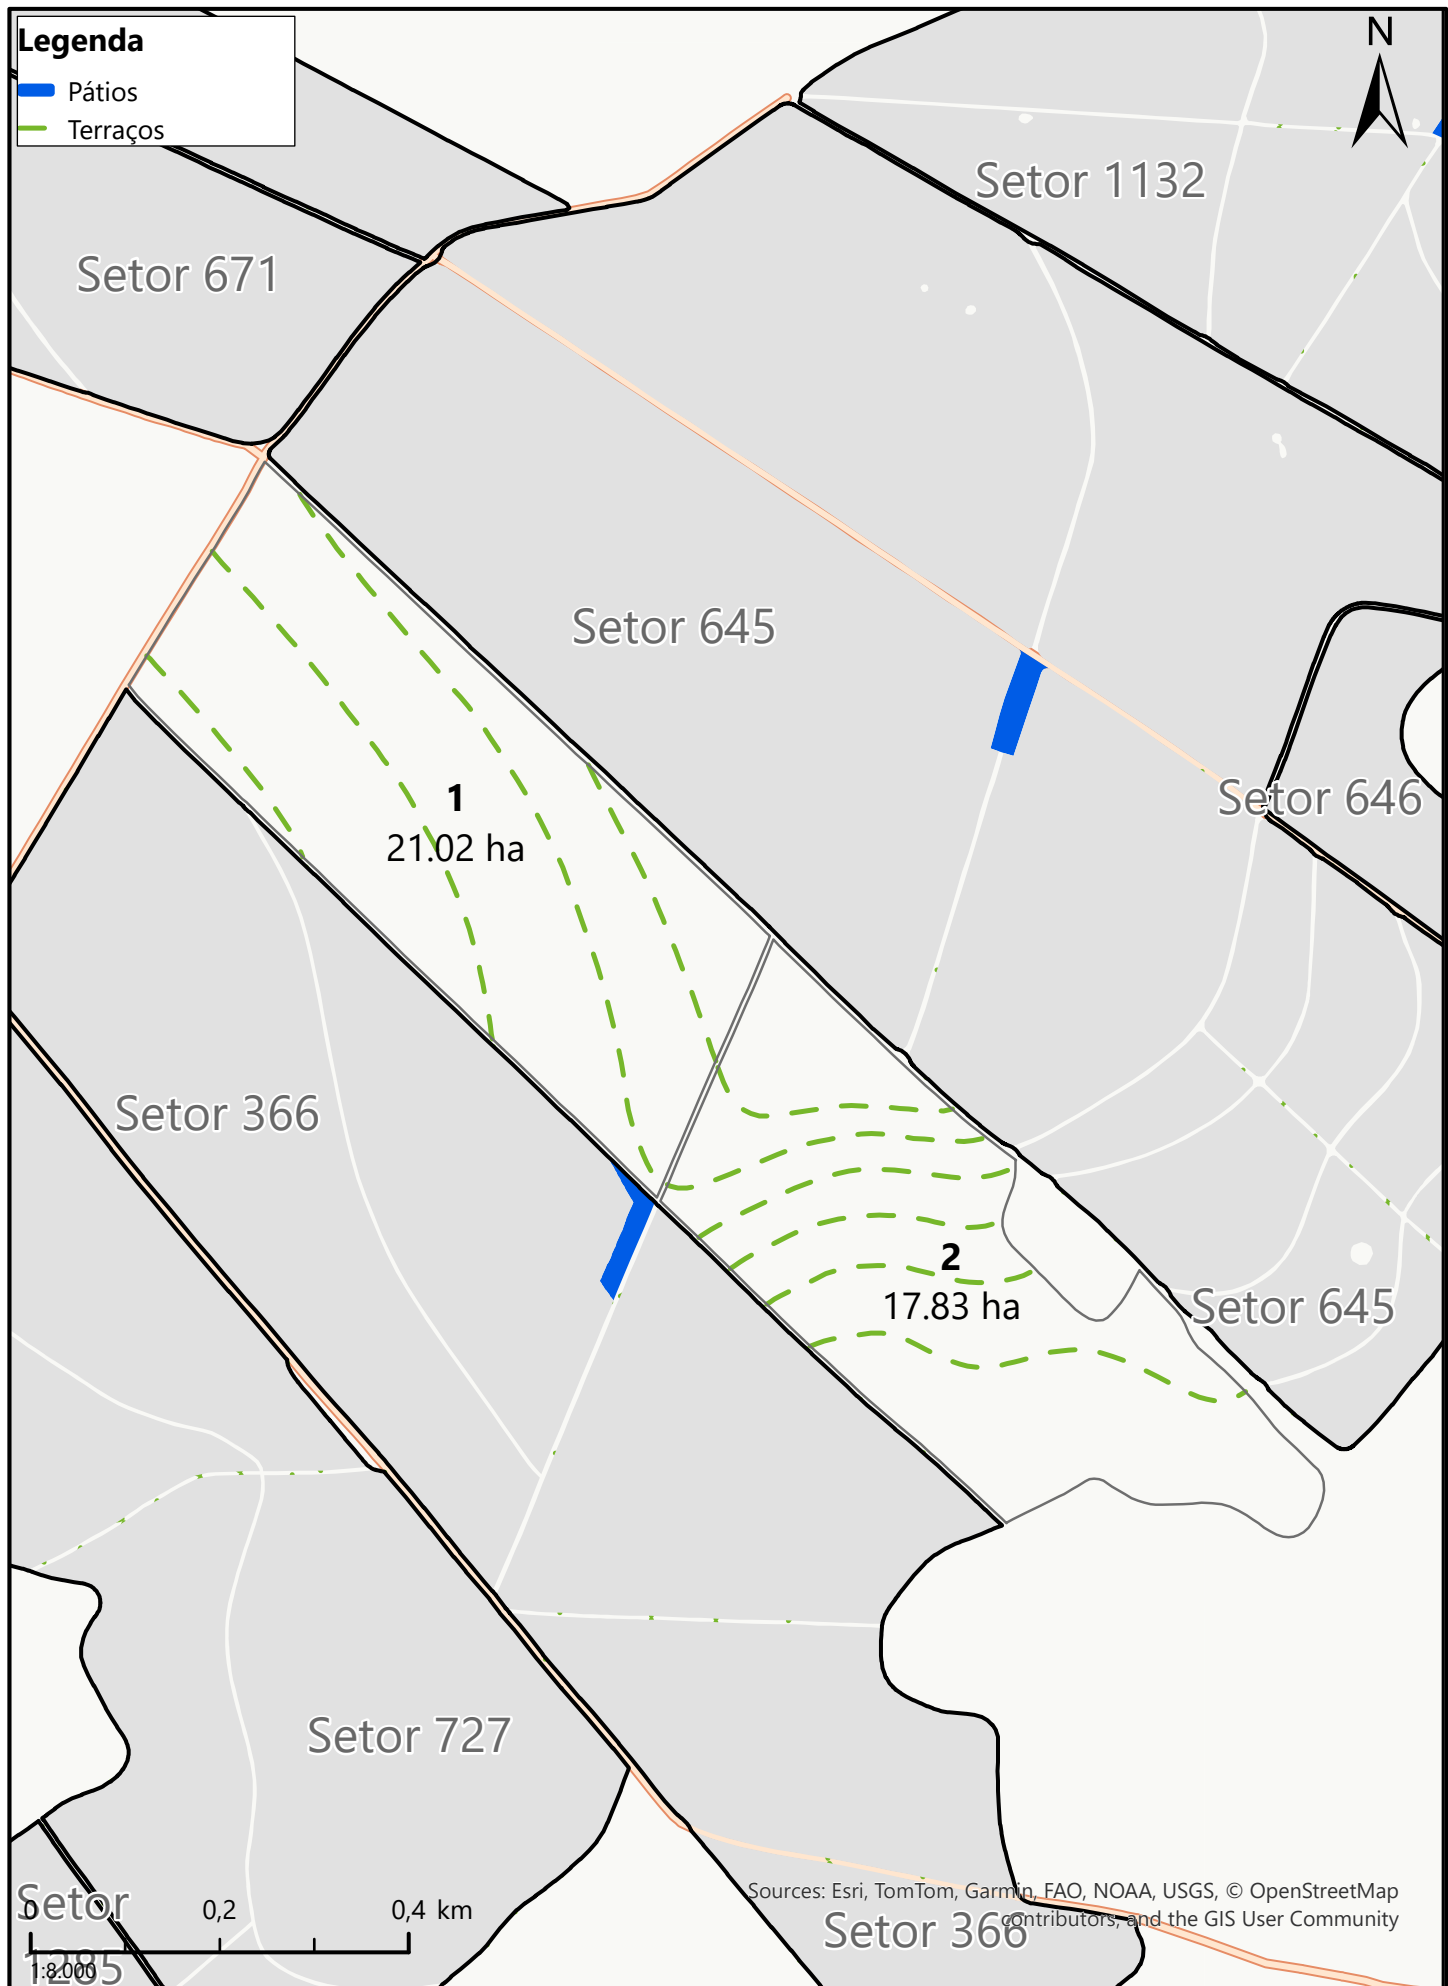 Legenda
Pátios
Terraços
N
Setor 1132
Setor 671
Setor 645
Setor 646
1
21.02 ha
Setor 366
2
17.83 ha
Setor 645
Setor 727
Setor
1285
0
0,2
0,4 km
1:8.000
Sources: Esri, TomTom, Garmin, FAO, NOAA, USGS, © OpenStreetMap
contributors, and the GIS User Community
Setor 366